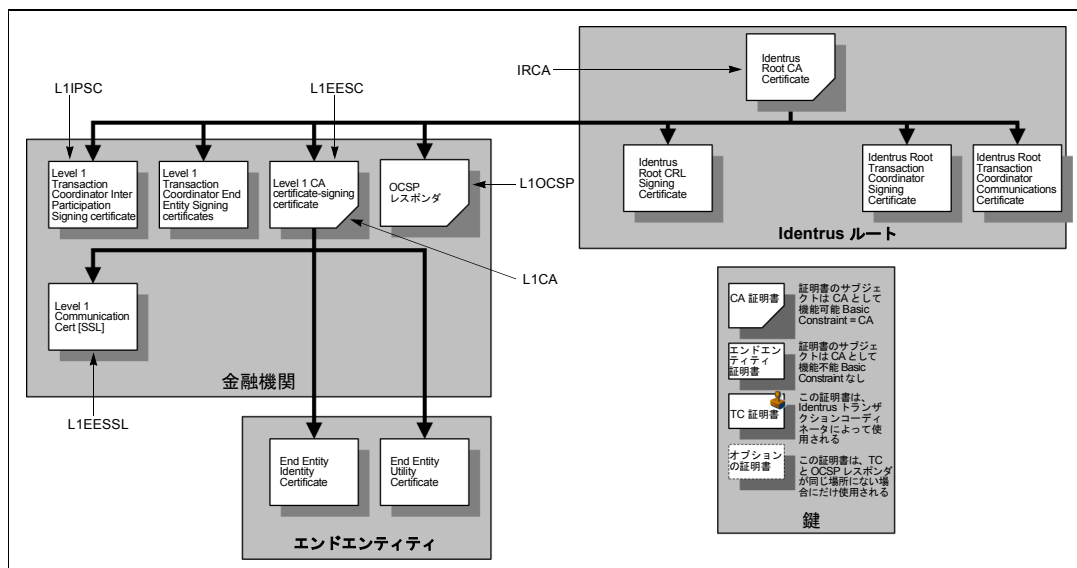 Identrus
Root CA
Certificate
IRCA
L1IPSC
L1EESC
Level 1
Transaction
Coordinator Inter
Participation
Signing certificate
Level 1
Transaction
Coordinator End
Entity Signing
certificates
Level 1 CA
certificate-signing
certificate
OCSP
レスポンダ
L1OCSP
Identrus
Root CRL
Signing
Certificate
Identrus Root
Transaction
Coordinator
Signing
Certificate
Identrus Root
Transaction
Coordinator
Communications
Certificate
Identrus ルート
L1CA
Level 1
Communication
Cert [SSL]
金融機関
L1EESSL
End Entity
Identity
Certificate
End Entity
Utility
Certificate
エンドエンティティ
CA 証明書
証明書のサブジェ
クトは CA として
機能可能 Basic
Constraint = CA
エンドエン
ティティ
証明書
証明書のサブジェ
クトは CA として
機能不能 Basic
Constraint なし
TC 証明書
この証明書は、
Identrus トランザ
クションコーディ
ネータによって使
用される
オプション
の証明書
この証明書は、TC
と OCSP レスポンダ
が同じ場所にない場
合にだけ使用される
鍵